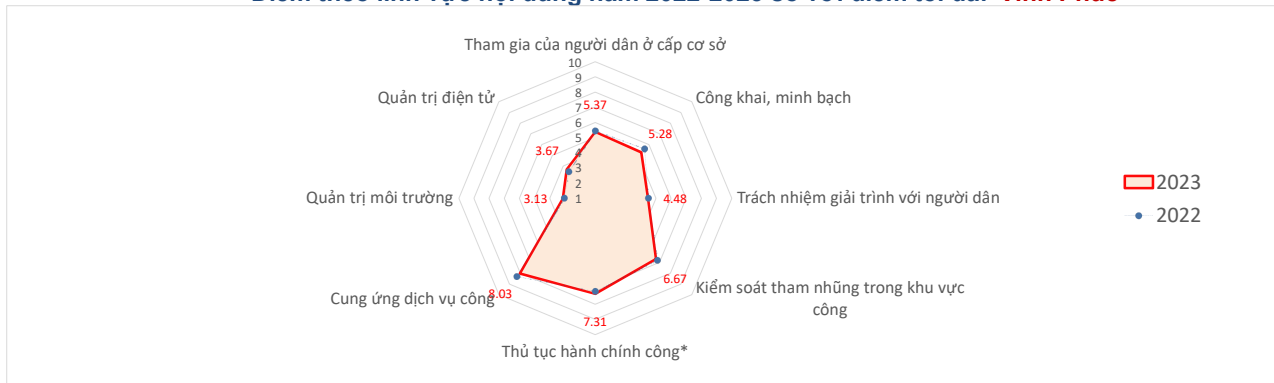 Tham gia của người dân ở cấp cơ sở
10
9
8
7
6
5
4
3
2
1
5.37
Quản trị điện tử
Công khai, minh bạch
3.67
5.28
Quản trị môi trường
3.13
4.48
Trách nhiệm giải trình với người dân
2023
2022
Cung ứng dịch vụ công
8.03
6.67
Kiểm soát tham nhũng trong khu vực
công
7.31
Thủ tục hành chính công*